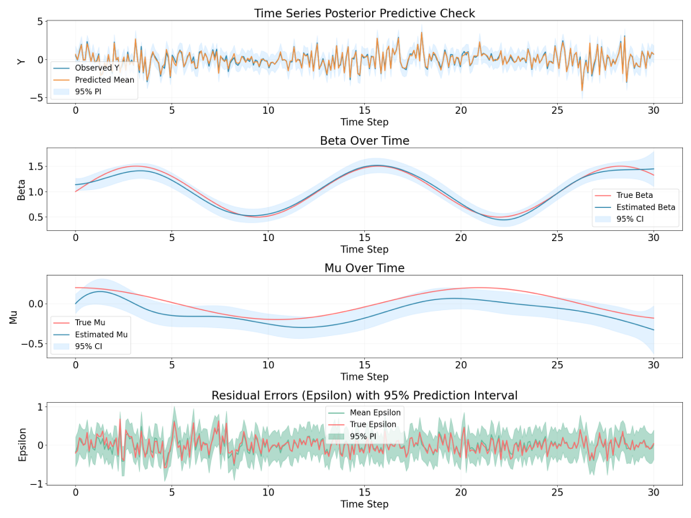 Time Series Posterior Predictive Check
5
0
−5
Y
Observed Y
Predicted Mean
95% PI
0 5 10 15 20 25 30
Time Step
Beta Over Time
1.5
1.0
0.5
Beta
True Beta
Estimated Beta
95% CI
0 5 10 15 20 25 30
Time Step
Mu Over Time
0.0
−0.5
Mu
True Mu
Estimated Mu
95% CI
0 5 10 15 20 25 30
Time Step
Residual Errors (Epsilon) with 95% Prediction Interval
1
0
−1
Epsilon
Mean Epsilon
True Epsilon
95% PI
0 5 10 15 20 25 30
Time Step